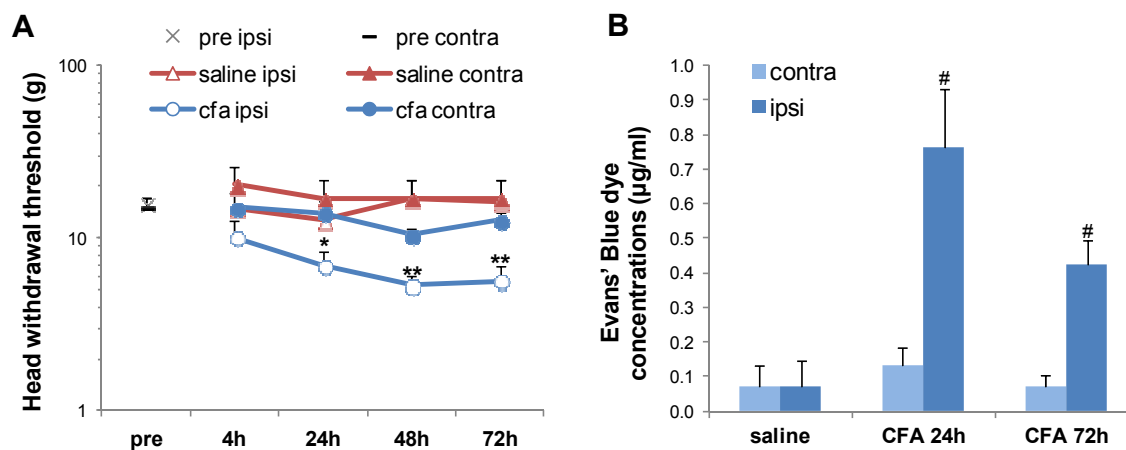 A
pre ipsi
pre contra
saline ipsi
saline contra
cfa ipsi
cfa contra
Head withdrawal threshold (g)
100
10
1
*
**
**
pre 4h 24h 48h 72h
B
contra
ipsi
Evans' Blue dye
concentrations (µg/ml)
1.0
0.9
0.8
0.7
0.6
0.5
0.4
0.3
0.2
0.1
0.0
#
#
saline CFA 24h CFA 72h